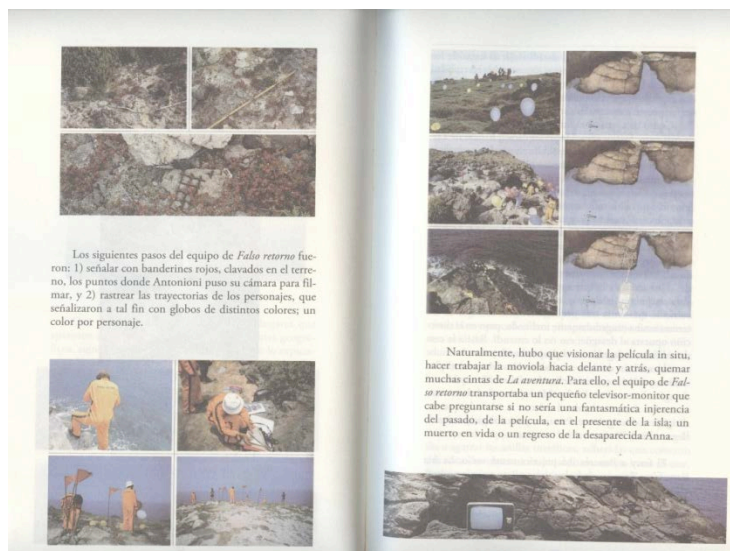 Los siguientes pasos del equipo de Falso retorno fue-
ron: 1) señalar con banderines rojos, clavados en el terre-
no, los puntos donde Antonioni puso su cámara para fil-
mar, y 2) rastrear las trayectorias de los personajes, que
señalizaron a tal fin con globos de distintos colores; un
color por personaje.
Naturalmente, hubo que visionar la película in situ,
hacer trabajar la moviola hacia delante y atrás, quemar
muchas cintas de La aventura. Para ello, el equipo de Fal-
so retorno transportaba un pequeño televisor-monitor que
cabe preguntarse si no sería una fantasmática injerencia
del pasado, de la película, en el presente de la isla; un
muerto en vida o un regreso de la desaparecida Anna.